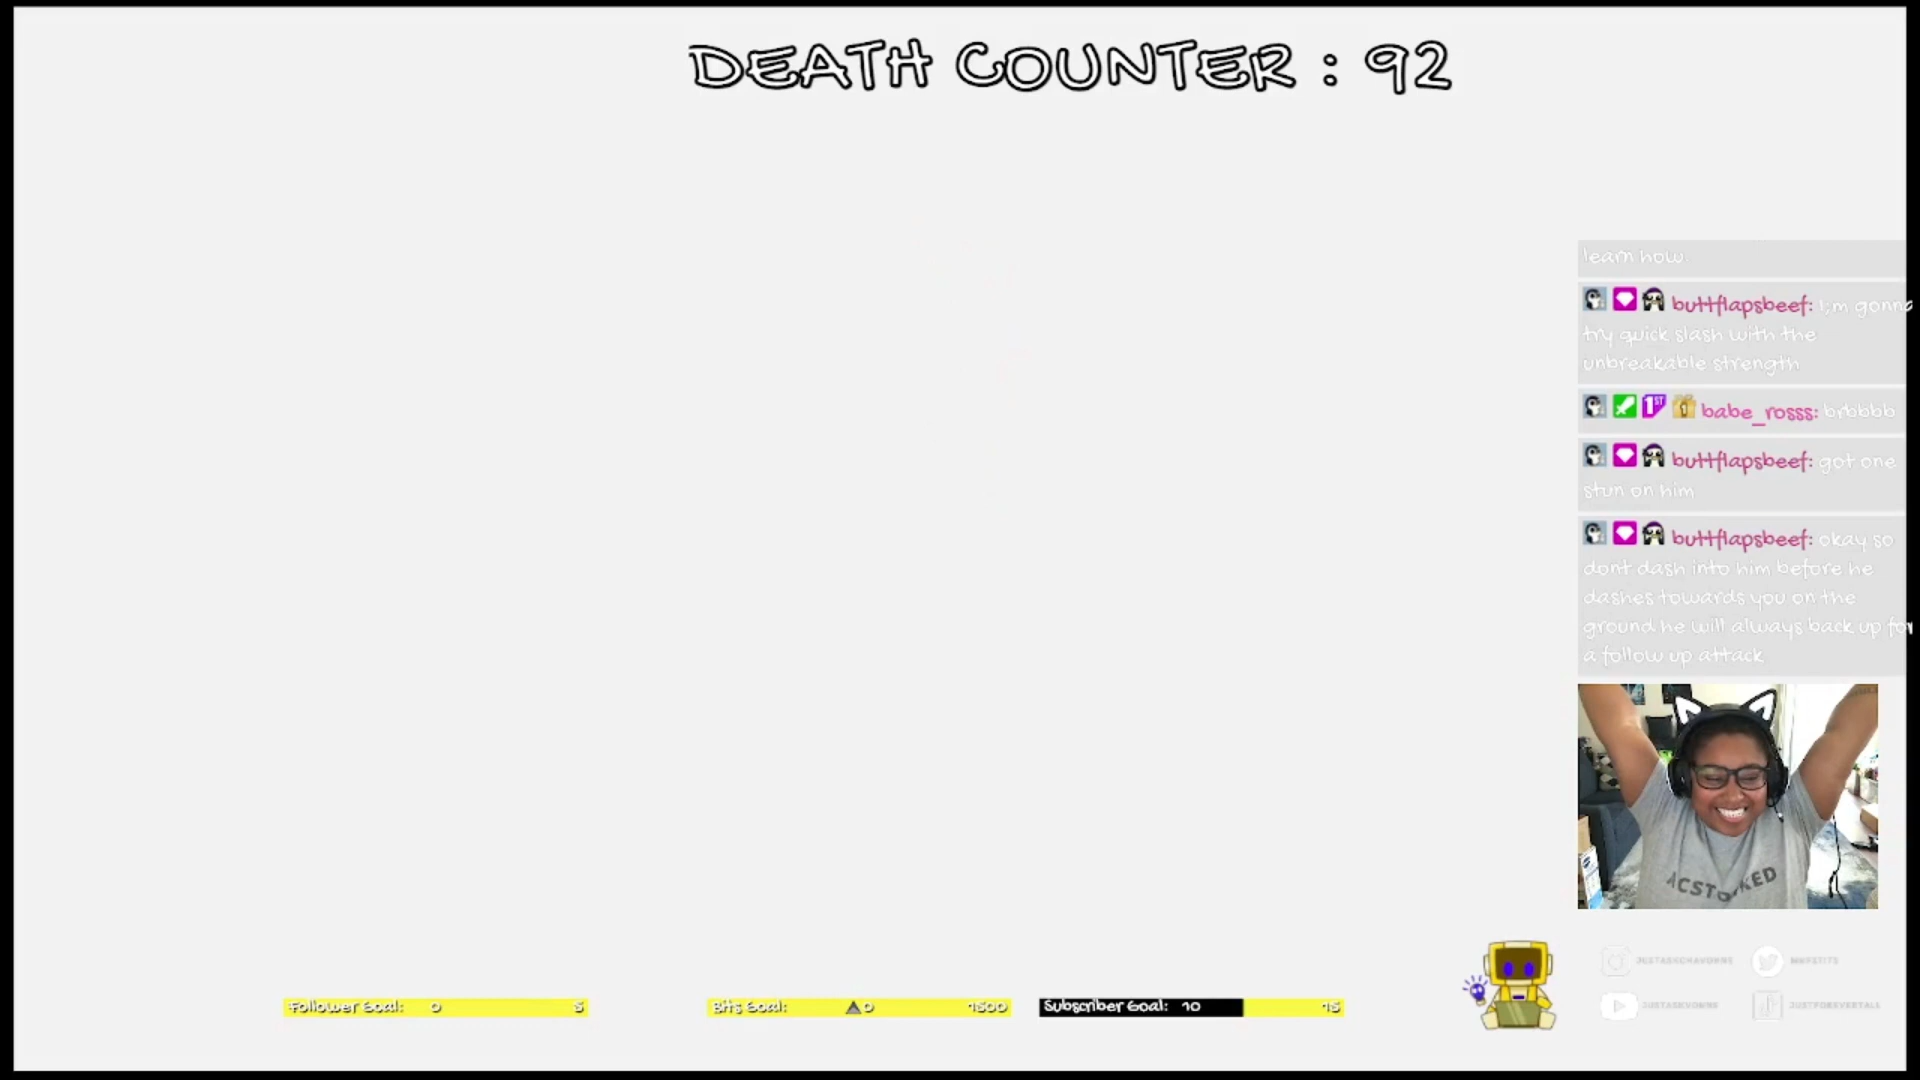 DEATH COUNTER : 92
learn how
buttflapsbeef: I;m gonna
try quick slash with the
unbreakable strength
1ST 1 babe_rosss: brbbbb
buttflapsbeef: got one
stun on him
buttflapsbeef: okay so
dont dash into him before he
dashes towards you on the
ground he will always back up for
a follow up attack
Follower Goal: 0 5
Bits Goal: 0 1500
Subscriber Goal: 10 15